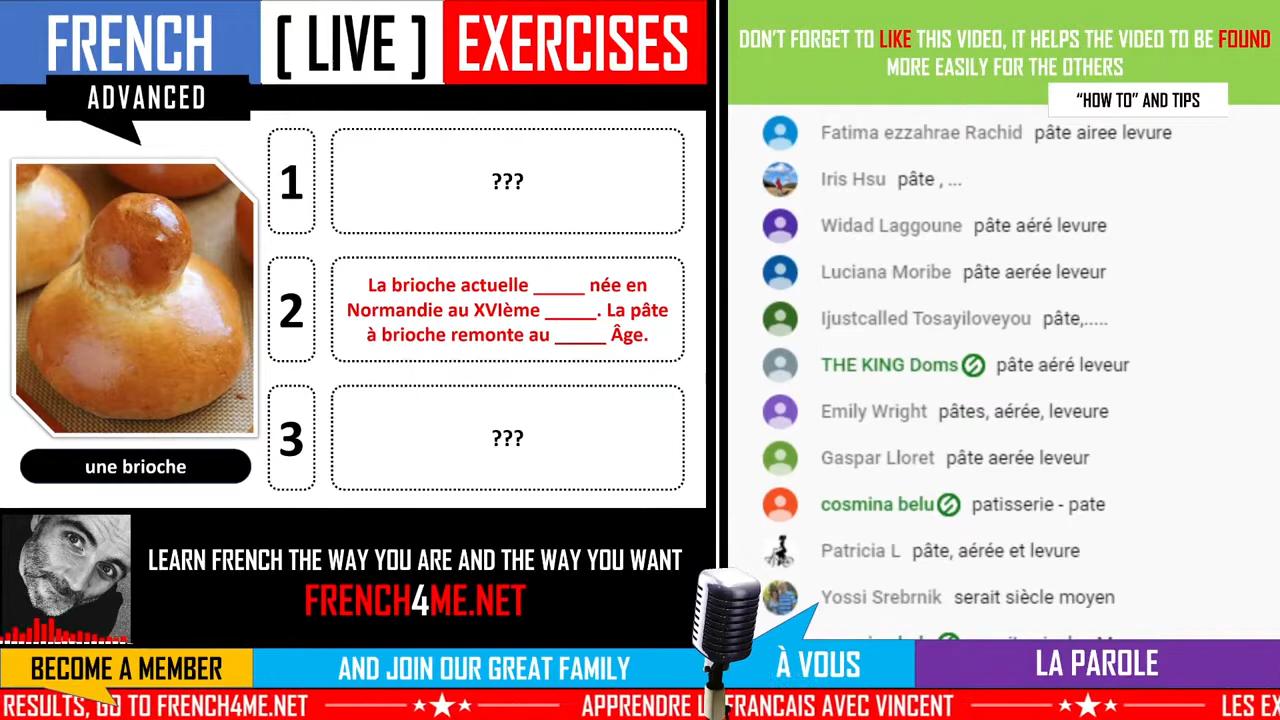 FRENCH
[ LIVE ]
EXERCISES
ADVANCED
une brioche
1
???
2
La brioche actuelle _____ née en
Normandie au XVIème _____. La pâte
à brioche remonte au _____ Âge.
3
???
LEARN FRENCH THE WAY YOU ARE AND THE WAY YOU WANT
FRENCH4ME.NET
BECOME A MEMBER
AND JOIN OUR GREAT FAMILY
DON'T FORGET TO LIKE THIS VIDEO, IT HELPS THE VIDEO TO BE FOUND
MORE EASILY FOR THE OTHERS
“HOW TO” AND TIPS
Fatima ezzahrae Rachid pâte airee levure
Iris Hsu pâte , ...
Widad Laggoune pâte aéré levure
Luciana Moribe pâte aerée levure
Ijustcalled Tosayiloveyou pâte,.....
THE KING Doms pâte aéré leveur
Emily Wright pâtes, aérée, leveure
Gaspar Lloret pâte aerée leveur
cosmina belu patisserie - pate
Patricia L pâte, aérée et levure
Yossi Srebrnik serait siècle moyen
À VOUS
LA PAROLE
RESULTS, GO TO FRENCH4ME.NET
APPRENDRE FRANCAIS AVEC VINCENT
LES EX